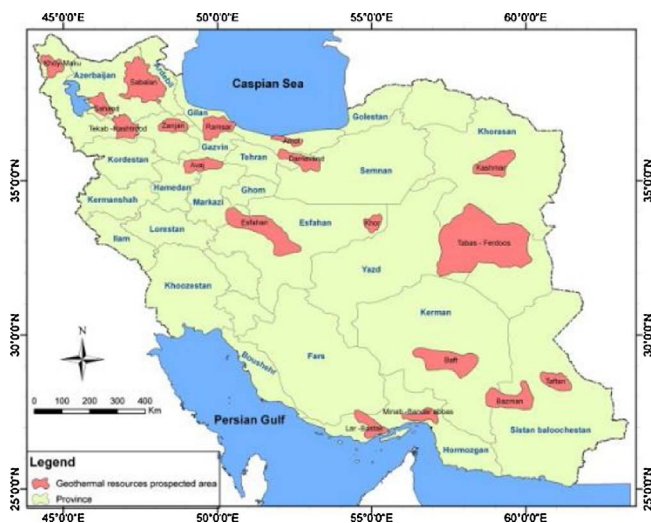 45°0'0"E 50°0'0"E 55°0'0"E 60°0'0"E
Khoy-Maku
Azerbaijan
Ardebil
Sabalan
Caspian Sea
Sahand
Gilan
Golestan
Tekab-Kashtrood
Zanjan
Ramsar
Khorasan
Amol
Gazvin
Tehran
Damavand
Kordestan
Avaj
Semnan
Kashmar
35°0'0"N 35°0'0"N
Hamedan
Ghom
Kermanshah
Markazi
Esfahan
Esfahan
Khor
Lorestan
Ilam
Tabas - Ferdoos
Yazd
Khoozestan
Kerman
30°0'0"N 30°0'0"N
N
Fars
Baft
Boushehr
Taftan
0 100 200 300 400
Km
Bazman
Minab-Bandar abbas
Persian Gulf
Lar-Bastak
Sistan baloochestan
Hormozgan
Legend
Geothermal resources prospected area
Province
25°0'0"N 25°0'0"N
45°0'0"E 50°0'0"E 55°0'0"E 60°0'0"E